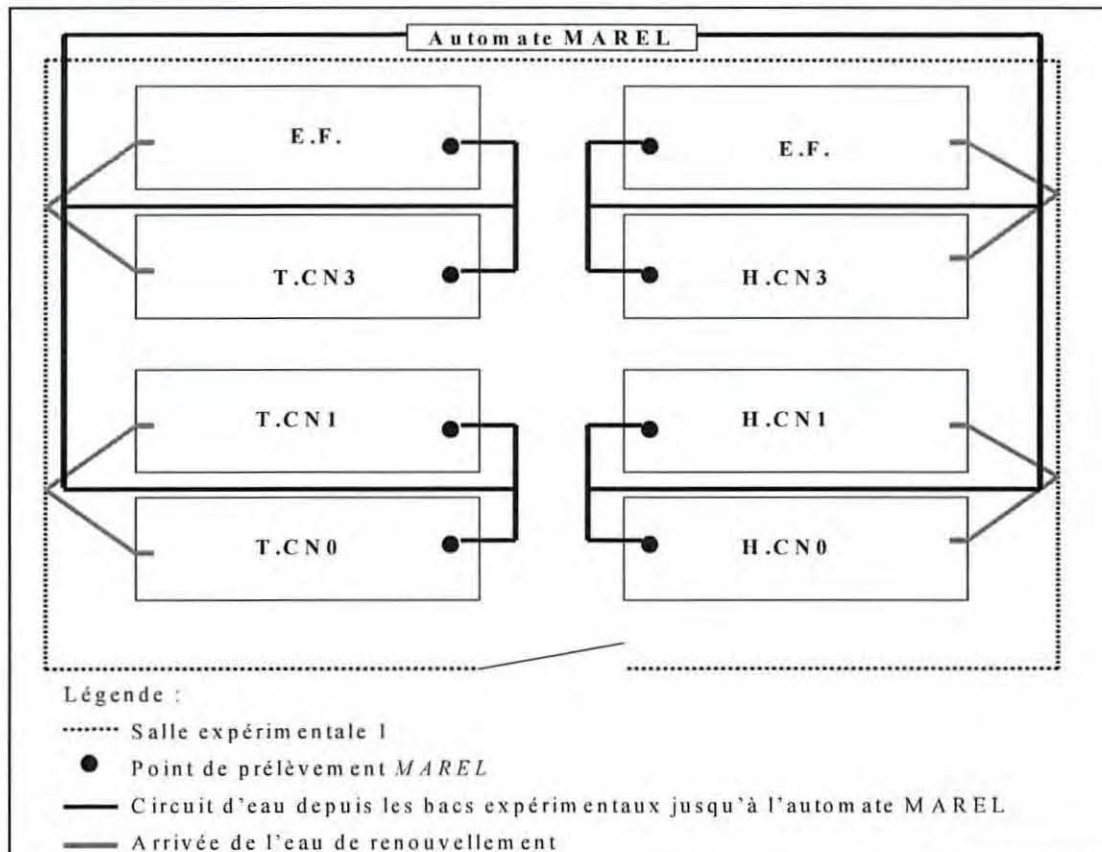 Automate MAREL
E.F.
E.F.
T.CN3
H.CN3
T.CN1
H.CN1
T.CN0
H.CN0
Légende :
Salle expérimentale 1
Point de prélèvement MAREL
Circuit d'eau depuis les bacs expérimentaux jusqu'à l'automate MAREL
Arrivée de l'eau de renouvellement